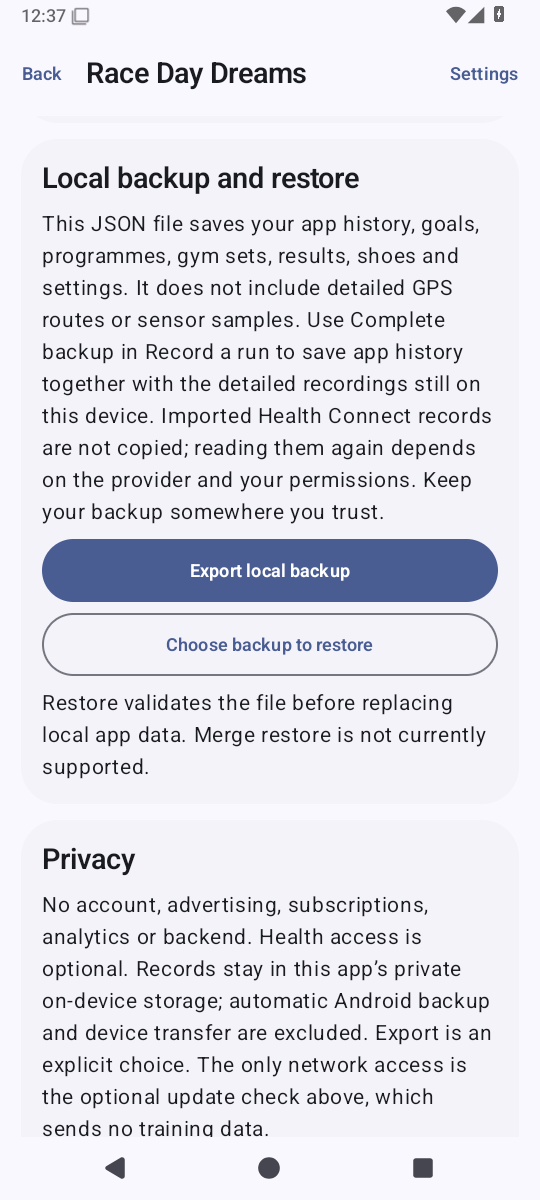 12:37
Back Race Day Dreams Settings
Local backup and restore
This JSON file saves your app history, goals,
programmes, gym sets, results, shoes and
settings. It does not include detailed GPS
routes or sensor samples. Use Complete
backup in Record a run to save app history
together with the detailed recordings still on
this device. Imported Health Connect records
are not copied; reading them again depends
on the provider and your permissions. Keep
your backup somewhere you trust.
Export local backup
Choose backup to restore
Restore validates the file before replacing
local app data. Merge restore is not currently
supported.
Privacy
No account, advertising, subscriptions,
analytics or backend. Health access is
optional. Records stay in this app’s private
on-device storage; automatic Android backup
and device transfer are excluded. Export is an
explicit choice. The only network access is
the optional update check above, which
sends no training data.